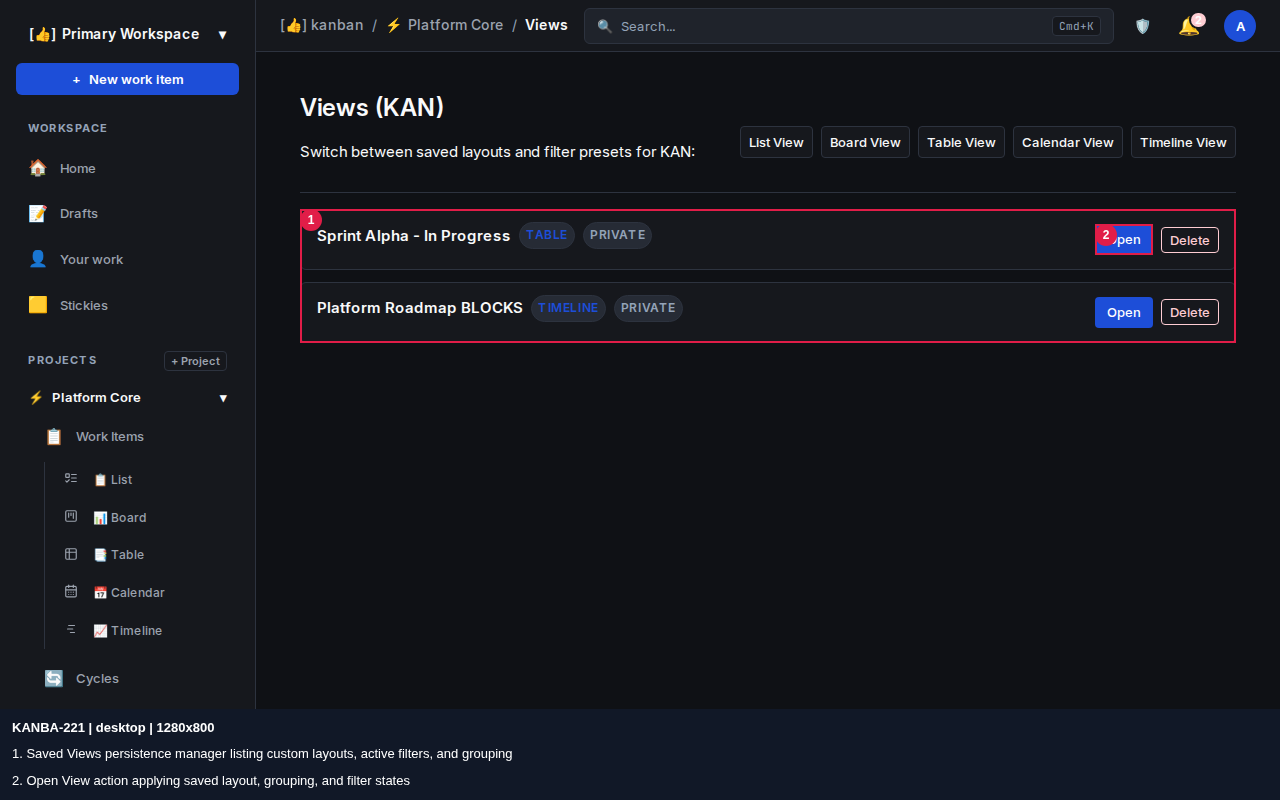 [👍] Primary Workspace ▼
+ New work item
WORKSPACE
🏠 Home
📝 Drafts
👤 Your work
🟨 Stickies
PROJECTS
+ Project
⚡ Platform Core ▼
📋 Work Items
📋 List
📊 Board
📑 Table
📅 Calendar
📈 Timeline
🔄 Cycles
[👍] kanban / ⚡ Platform Core / Views
🔍 Search...
Cmd+K
2
A
Views (KAN)
Switch between saved layouts and filter presets for KAN:
List View
Board View
Table View
Calendar View
Timeline View
1
Sprint Alpha - In Progress TABLE PRIVATE
2
Open Delete
Platform Roadmap BLOCKS TIMELINE PRIVATE
Open Delete
KANBA-221 | desktop | 1280x800
1. Saved Views persistence manager listing custom layouts, active filters, and grouping
2. Open View action applying saved layout, grouping, and filter states